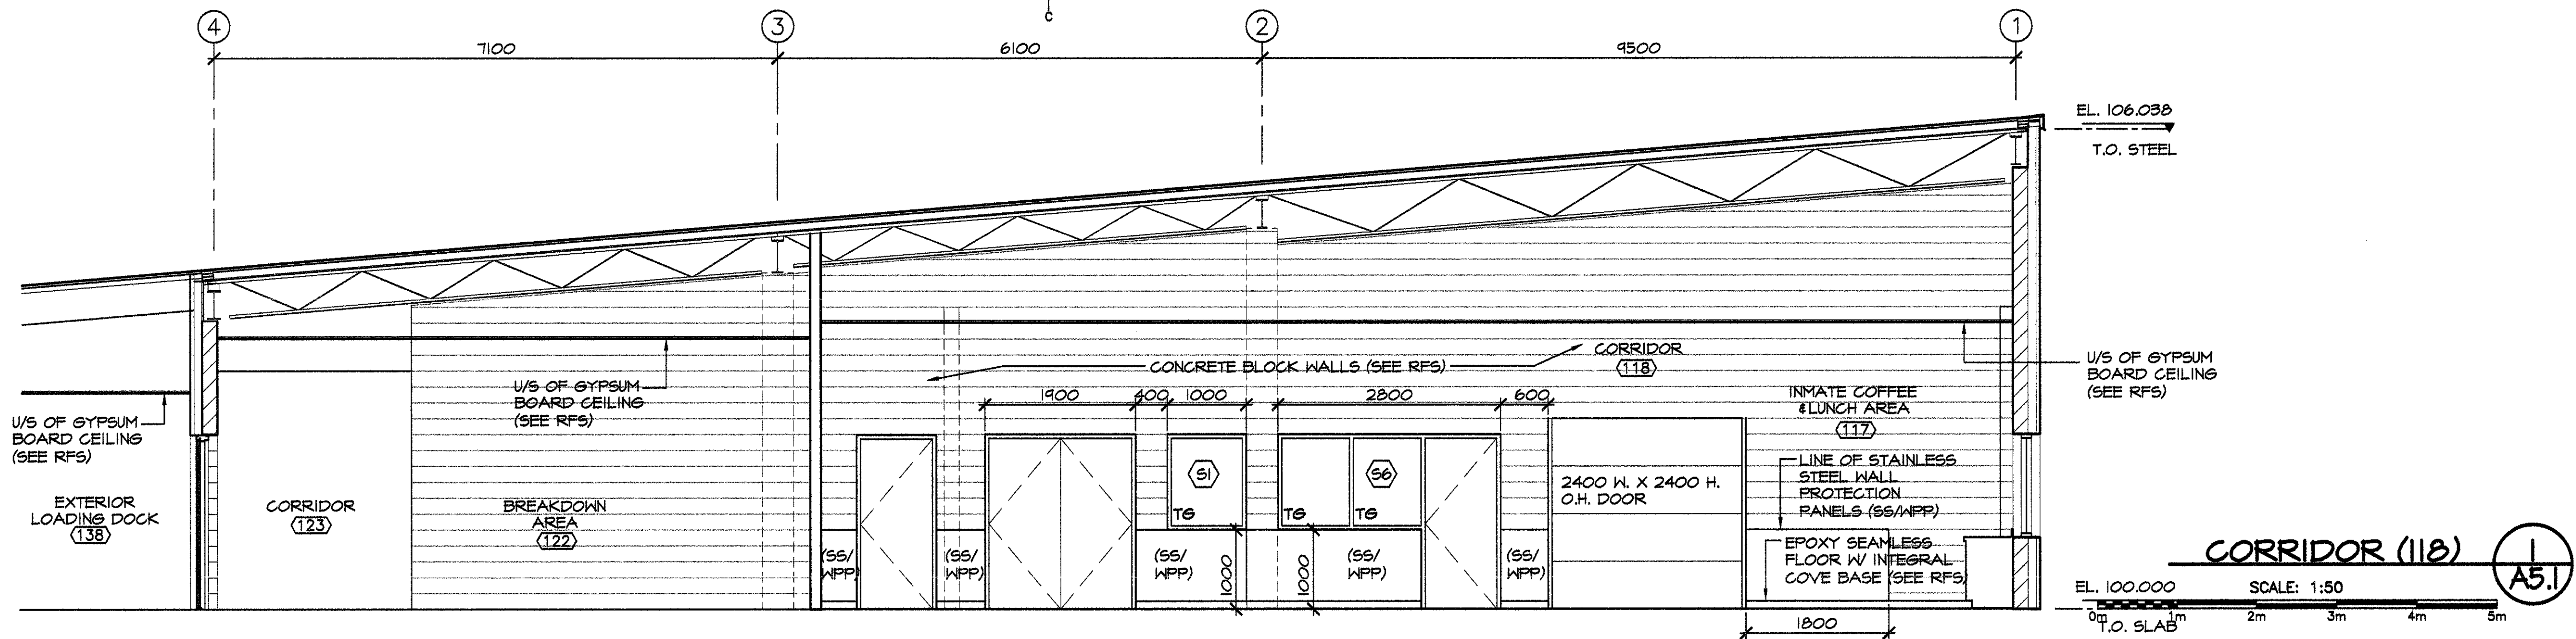 C
4
3
2
1
7100
6100
9500
EL. 106.038
T.O. STEEL
CONCRETE BLOCK WALLS (SEE RFS)
CORRIDOR
118
U/S OF GYPSUM
BOARD CEILING
(SEE RFS)
U/S OF GYPSUM
BOARD CEILING
(SEE RFS)
U/S OF GYPSUM
BOARD CEILING
(SEE RFS)
1900
400
1000
2800
600
INMATE COFFEE
& LUNCH AREA
117
EXTERIOR
LOADING DOCK
138
CORRIDOR
123
BREAKDOWN
AREA
122
S1
TG
S6
TG
TG
2400 W. X 2400 H.
O.H. DOOR
LINE OF STAINLESS
STEEL WALL
PROTECTION
PANELS (SS/WPP)
(SS/
WPP)
(SS/
WPP)
(SS/
WPP)
1000
1000
(SS/
WPP)
(SS/
WPP)
EPOXY SEAMLESS
FLOOR W/ INTEGRAL
COVE BASE (SEE RFS)
1800
CORRIDOR (118)
1
A5.1
SCALE: 1:50
EL. 100.000
0m 1m 2m 3m 4m 5m
T.O. SLAB